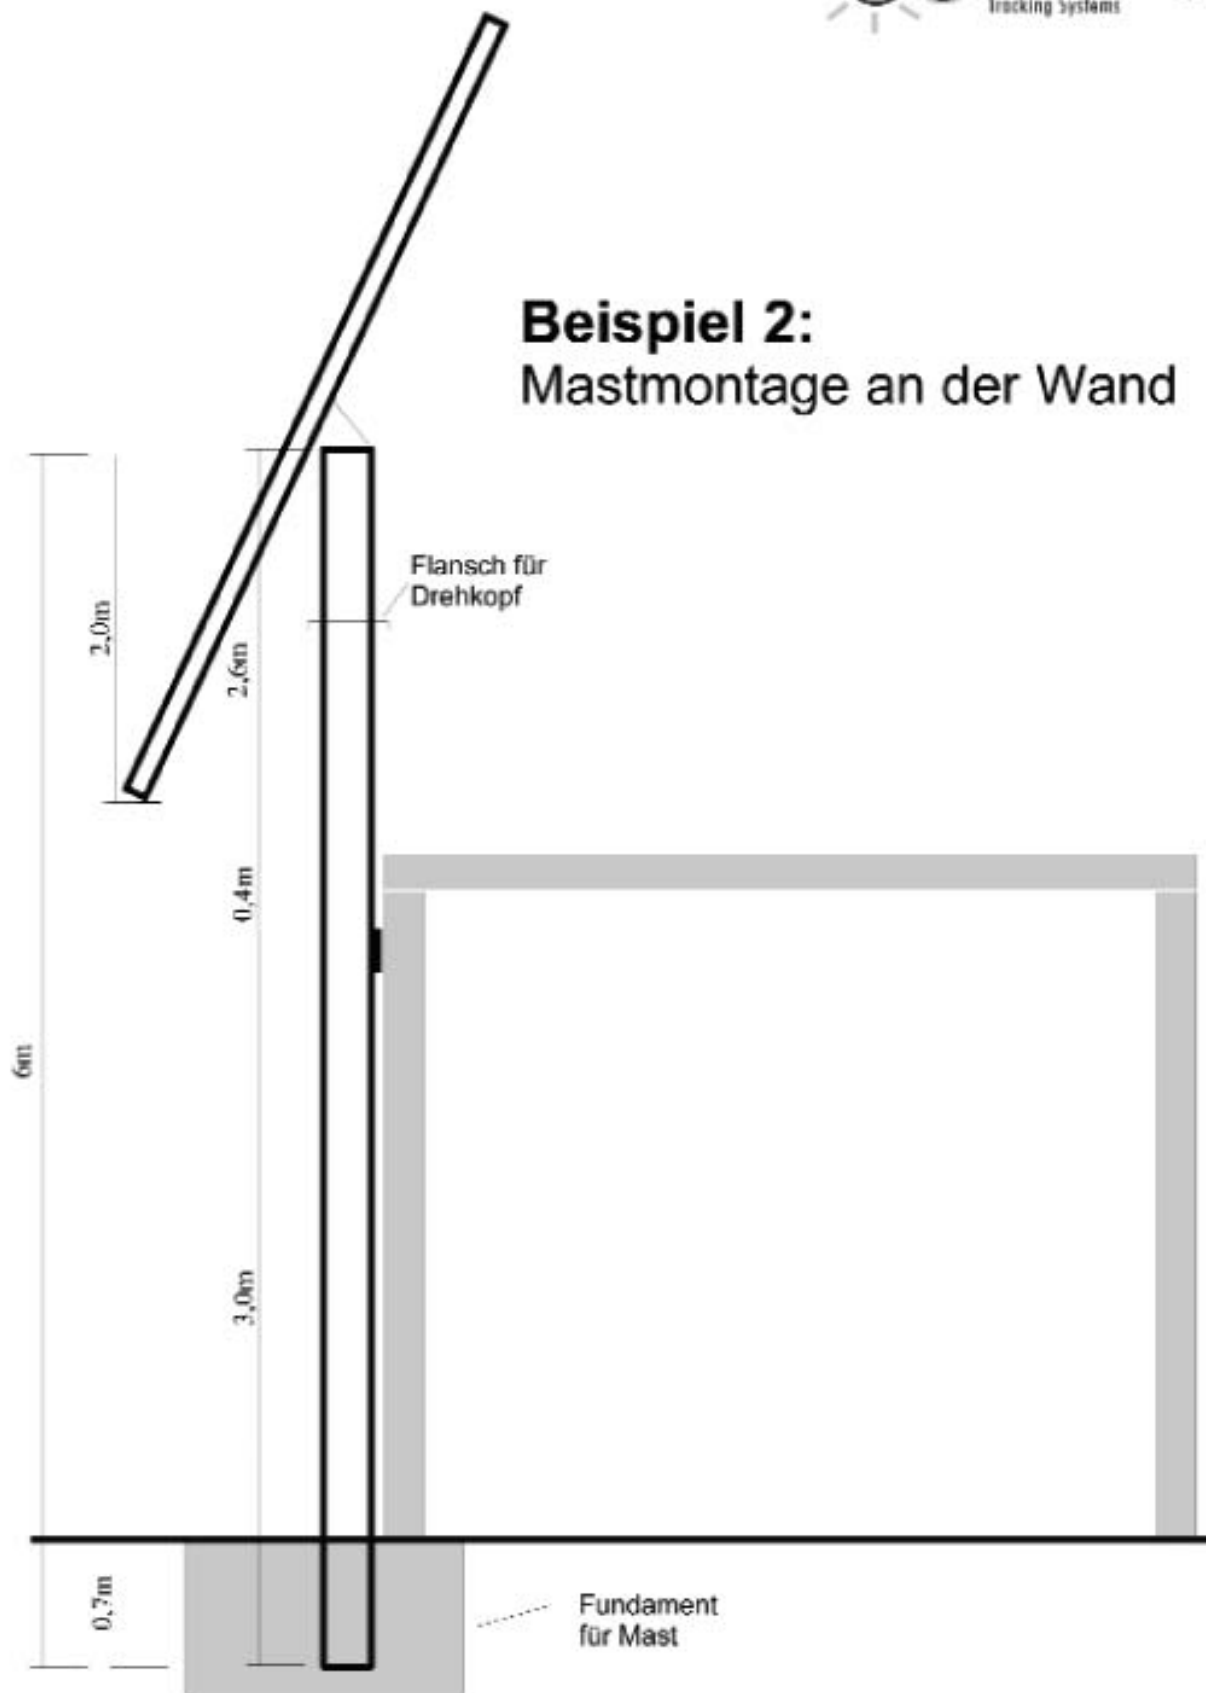 Tracking Systems
Beispiel 2:
Mastmontage an der Wand
Flansch für
Drehkopf
2,0m
2,6m
0,4m
6m
3,0m
0,7m
Fundament
für Mast